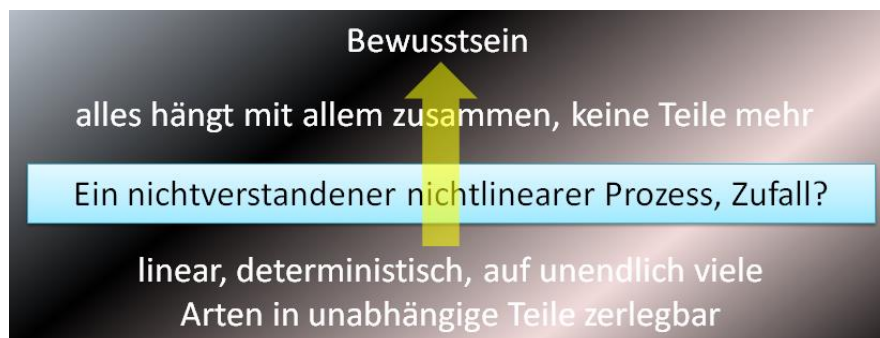 Bewusstsein
alles hängt mit allem zusammen, keine Teile mehr
Ein nichtverstandener nichtlinearer Prozess, Zufall?
linear, deterministisch, auf unendlich viele
Arten in unabhängige Teile zerlegbar